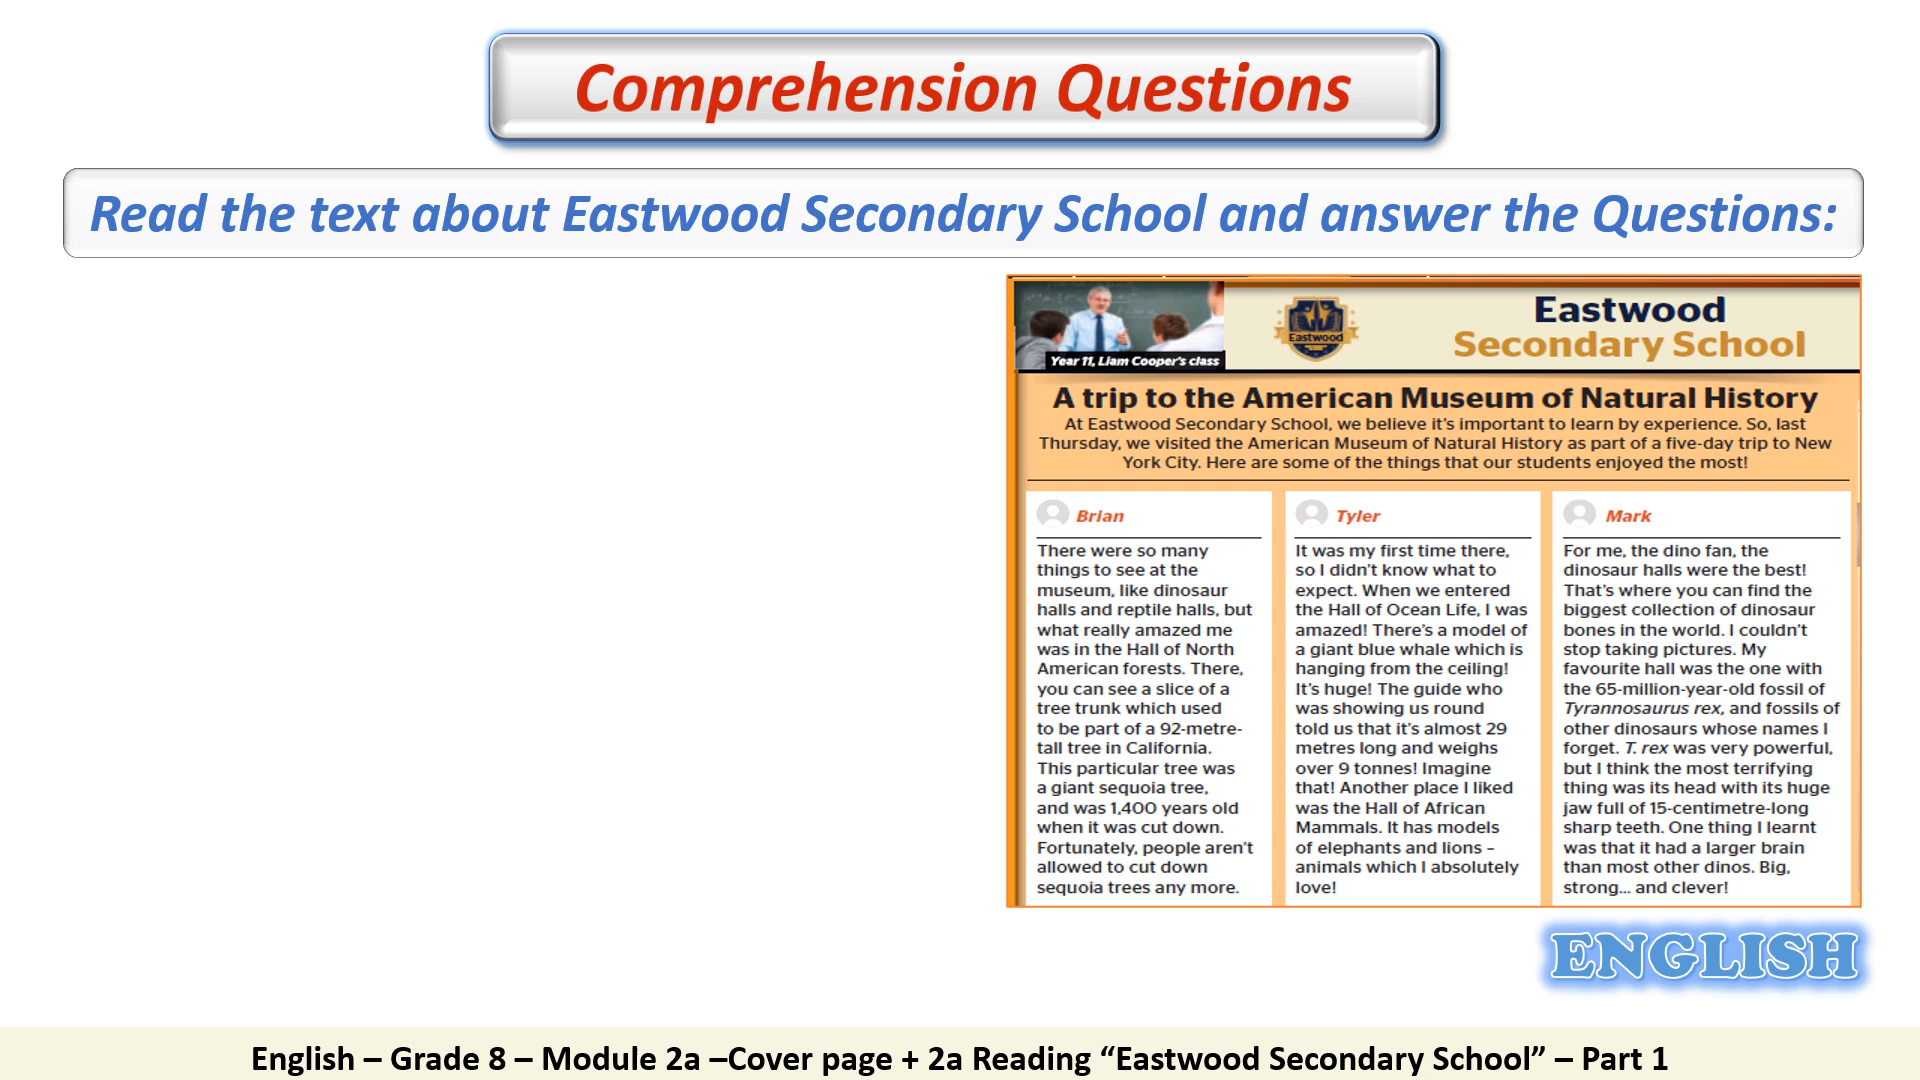 Comprehension Questions
Read the text about Eastwood Secondary School and answer the Questions:
Year 11, Liam Cooper's class
Eastwood
Eastwood
Secondary School
A trip to the American Museum of Natural History
At Eastwood Secondary School, we believe it's important to learn by experience. So, last
Thursday, we visited the American Museum of Natural History as part of a five-day trip to New
York City. Here are some of the things that our students enjoyed the most!
Brian
There were so many
things to see at the
museum, like dinosaur
halls and reptile halls, but
what really amazed me
was in the Hall of North
American forests. There,
you can see a slice of a
tree trunk which used
to be part of a 92-metre-
tall tree in California.
This particular tree was
a giant sequoia tree,
and was 1,400 years old
when it was cut down.
Fortunately, people aren't
allowed to cut down
sequoia trees any more.
Tyler
It was my first time there,
so I didn't know what to
expect. When we entered
the Hall of Ocean Life, I was
amazed! There's a model of
a giant blue whale which is
hanging from the ceiling!
It's huge! The guide who
was showing us round
told us that it's almost 29
metres long and weighs
over 9 tonnes! Imagine
that! Another place I liked
was the Hall of African
Mammals. It has models
of elephants and lions –
animals which I absolutely
love!
Mark
For me, the dino fan, the
dinosaur halls were the best!
That's where you can find the
biggest collection of dinosaur
bones in the world. I couldn't
stop taking pictures. My
favourite hall was the one with
the 65-million-year-old fossil of
Tyrannosaurus rex, and fossils of
other dinosaurs whose names I
forget. T. rex was very powerful,
but I think the most terrifying
thing was its head with its huge
jaw full of 15-centimetre-long
sharp teeth. One thing I learnt
was that it had a larger brain
than most other dinos. Big,
strong... and clever!
ENGLISH
English – Grade 8 – Module 2a –Cover page + 2a Reading “Eastwood Secondary School” – Part 1